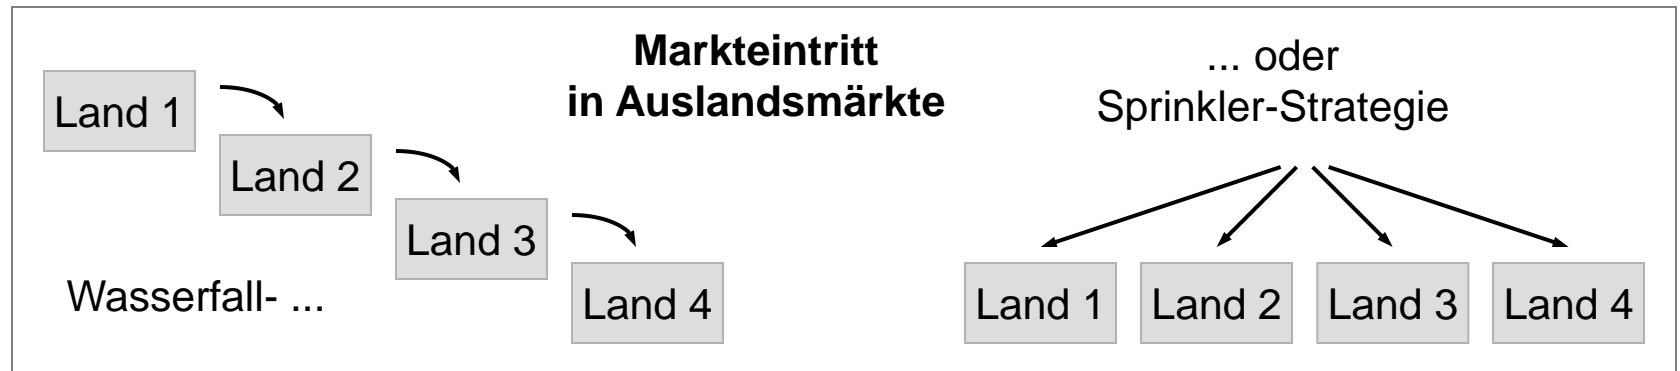 Markteintritt
in Auslandsmärkte
Land 1
Land 2
Land 3
Land 4
Wasserfall- ...
... oder
Sprinkler-Strategie
Land 1
Land 2
Land 3
Land 4